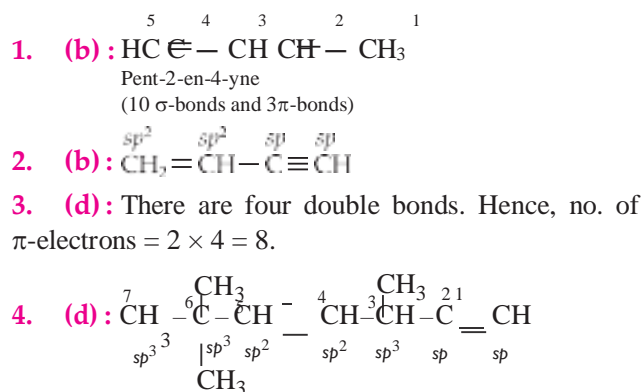 5 4 3 2 1
1. (b) : HC ≡ C – CH = CH – CH3
Pent-2-en-4-yne
(10 σ-bonds and 3π-bonds)
sp2 sp2 sp sp
2. (b) : CH2 = CH – C ≡ CH
3. (d) : There are four double bonds. Hence, no. of
π-electrons = 2 × 4 = 8.
CH3 CH3
7 6 5 4 3 2 1
4. (d) : CH3 – C – CH = CH – CH – C ≡ CH
sp3 sp3 sp2 sp2 sp3 sp sp
CH3